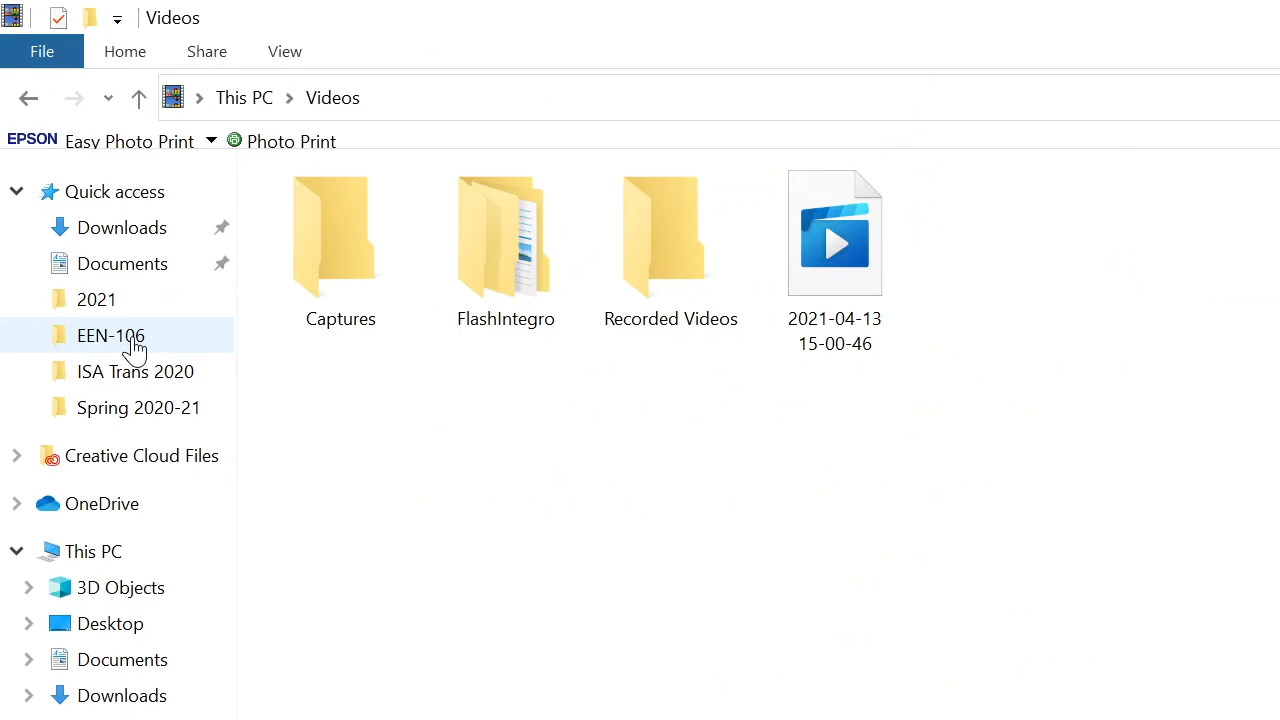 Videos
File Home Share View
This PC Videos
EPSON Easy Photo Print Photo Print
Quick access
Downloads
Documents
2021
EEN-106
ISA Trans 2020
Spring 2020-21
Creative Cloud Files
OneDrive
This PC
3D Objects
Desktop
Documents
Downloads
Captures
FlashIntegro
Recorded Videos
2021-04-13
15-00-46